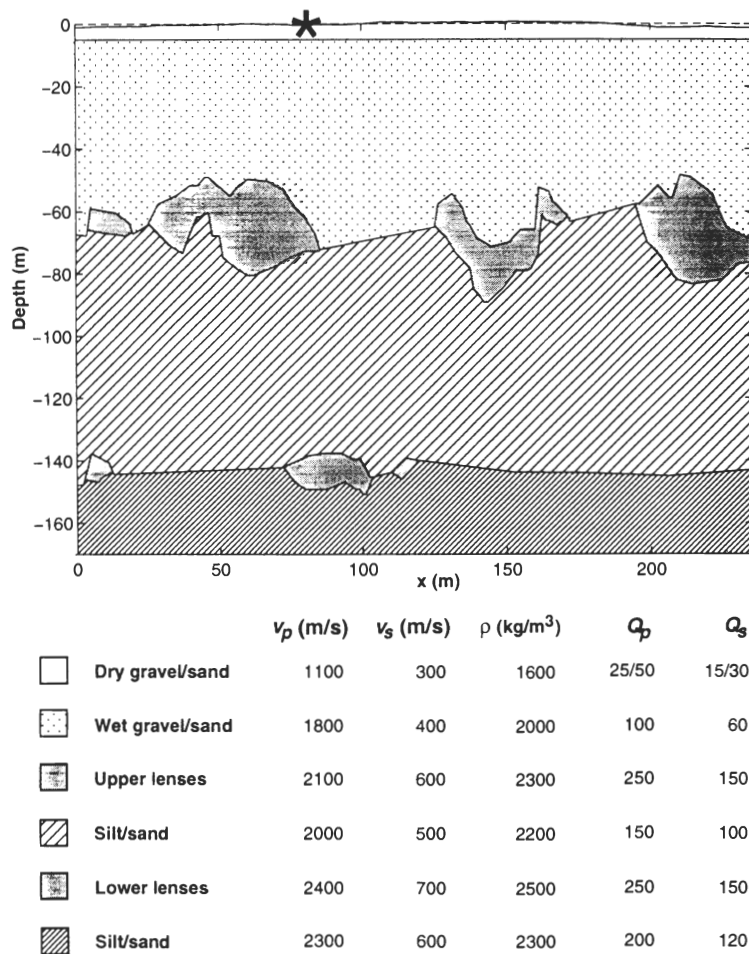 0
−20
−40
−60
−80
−100
−120
−140
−160
Depth (m)
0 50 100 150 200
x (m)
v_p (m/s) v_s (m/s) ρ (kg/m³) Q_p Q_s
Dry gravel/sand 1100 300 1600 25/50 15/30
Wet gravel/sand 1800 400 2000 100 60
Upper lenses 2100 600 2300 250 150
Silt/sand 2000 500 2200 150 100
Lower lenses 2400 700 2500 250 150
Silt/sand 2300 600 2300 200 120